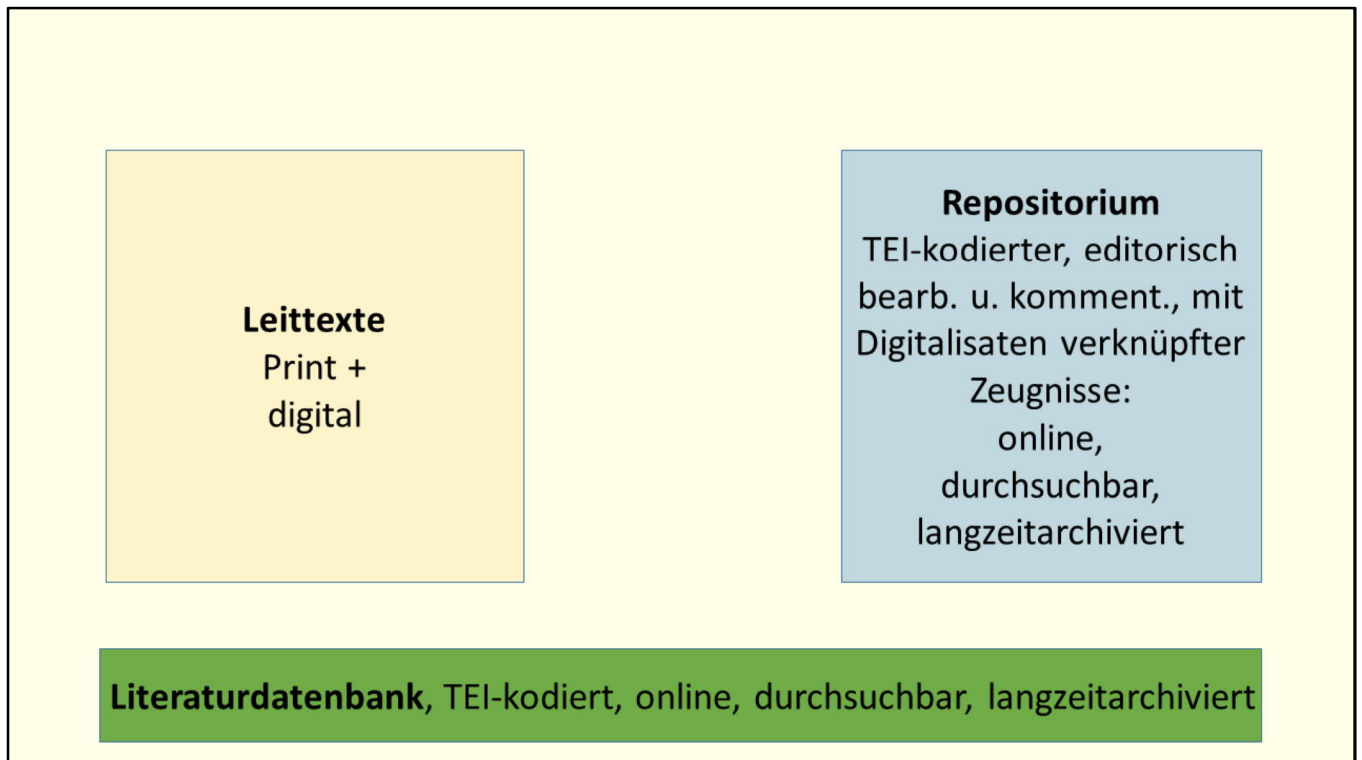 Leittexte
Print +
digital
Repositorium
TEI-kodierter, editorisch
bearb. u. komment., mit
Digitalisaten verknüpfter
Zeugnisse:
online,
durchsuchbar,
langzeitarchiviert
Literaturdatenbank, TEI-kodiert, online, durchsuchbar, langzeitarchiviert